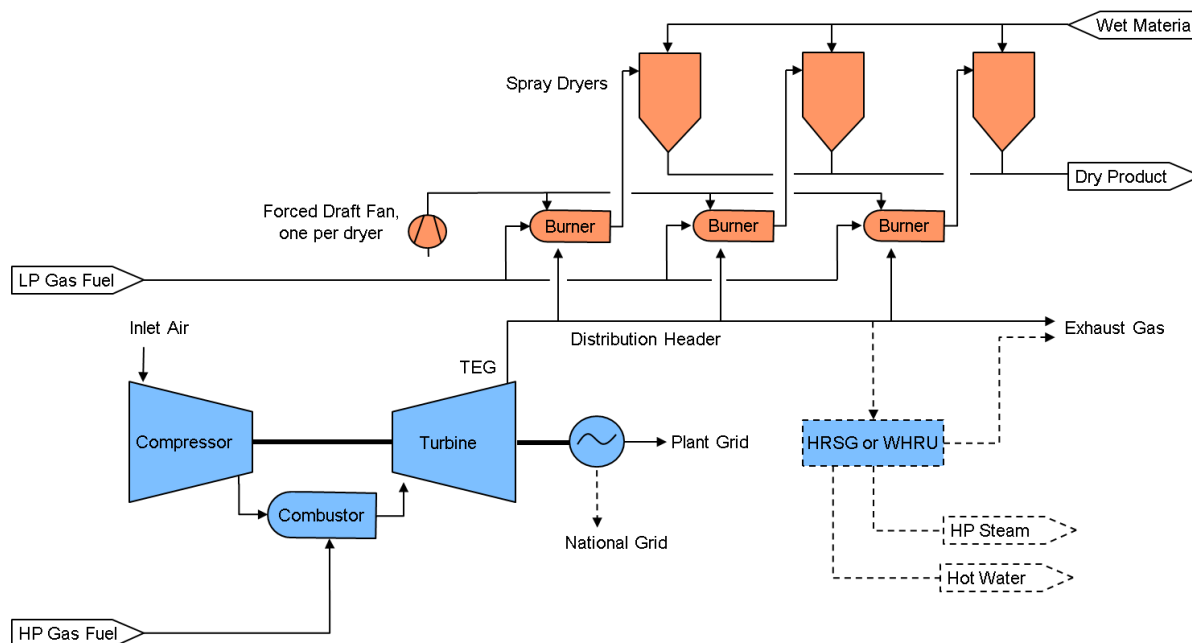 Wet Material
Spray Dryers
Dry Product
Forced Draft Fan,
one per dryer
Burner
Burner
Burner
LP Gas Fuel
Inlet Air
Distribution Header
Exhaust Gas
TEG
Compressor
Turbine
Plant Grid
HRSG or WHRU
Combustor
National Grid
HP Steam
Hot Water
HP Gas Fuel